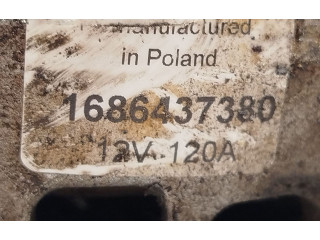 manufactured
in Poland
1686437380
12V 120A